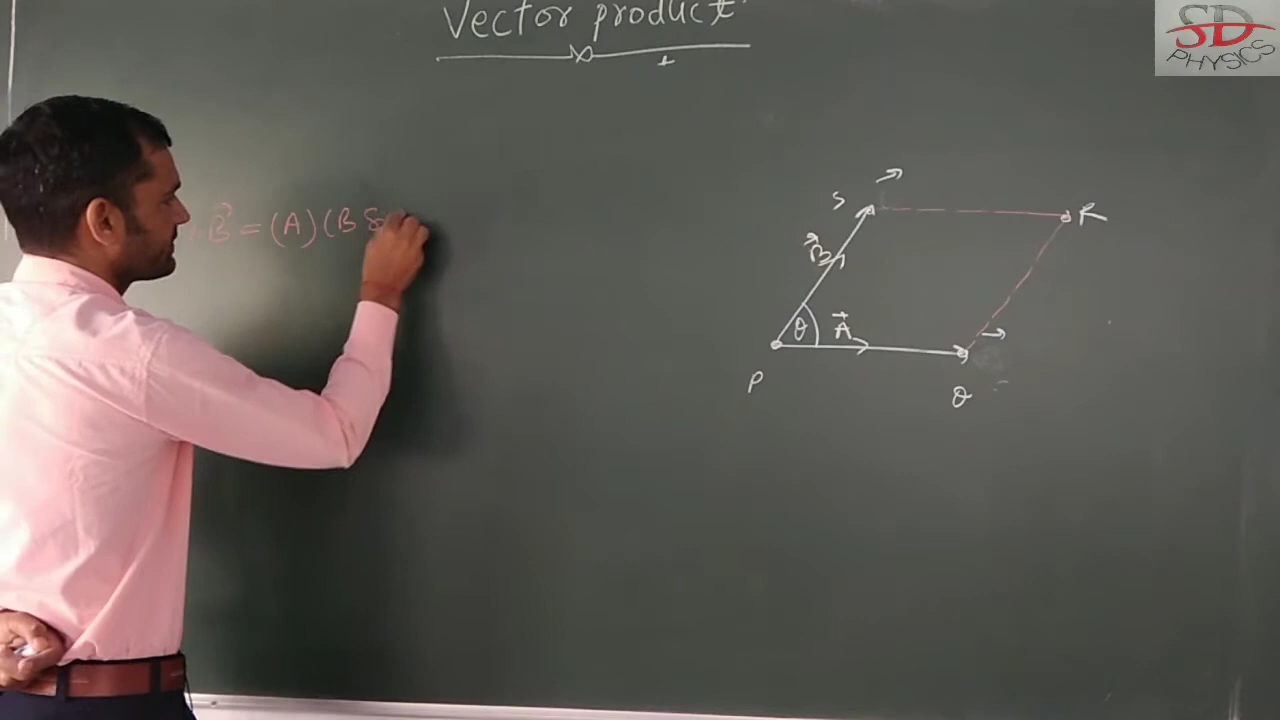 Vector product
B⃗ = (A) (B S
S
R
B⃗
θ
A⃗
P
Q
SD
PHYSICS